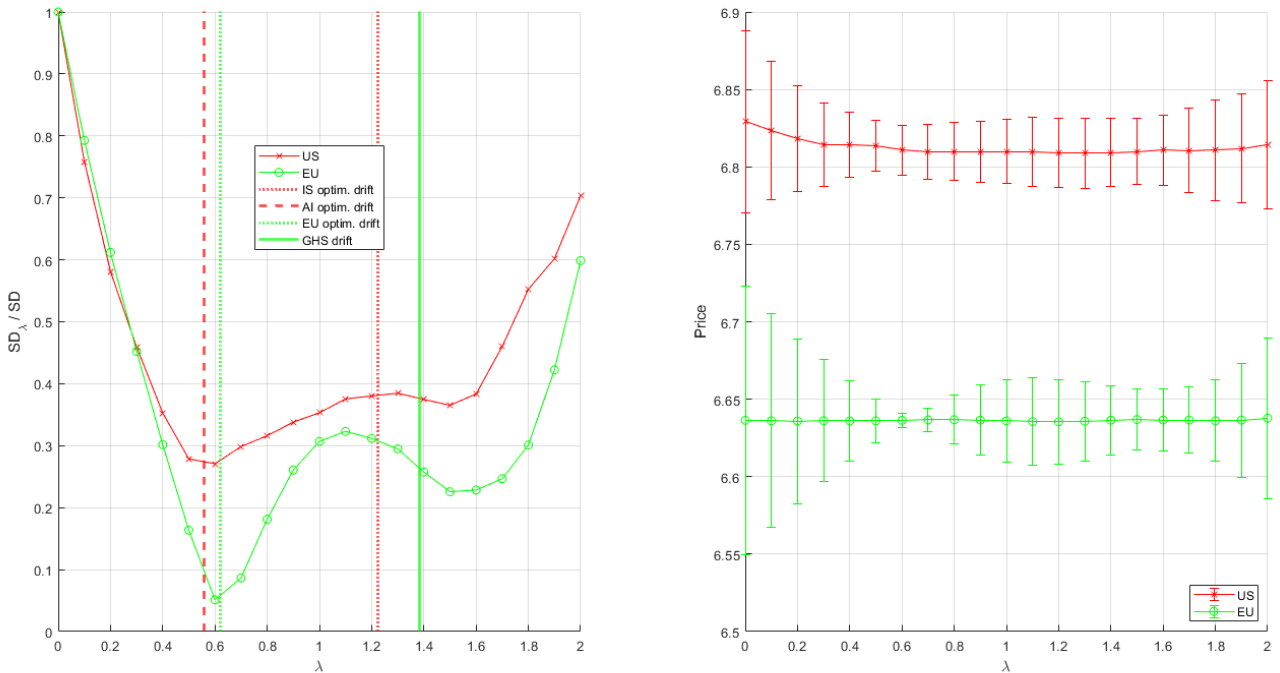 1
0.9
0.8
0.7
0.6
0.5
0.4
0.3
0.2
0.1
0
SDλ / SD
0 0.2 0.4 0.6 0.8 1 1.2 1.4 1.6 1.8 2
λ
US
EU
IS optim. drift
AI optim. drift
EU optim. drift
GHS drift
6.9
6.85
6.8
6.75
6.7
6.65
6.6
6.55
6.5
Price
0 0.2 0.4 0.6 0.8 1 1.2 1.4 1.6 1.8 2
λ
US
EU